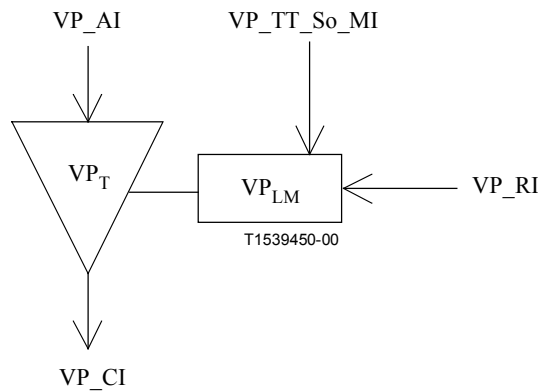 VP_AI
VP_TT_So_MI
VP_T
VP_LM
VP_RI
T1539450-00
VP_CI